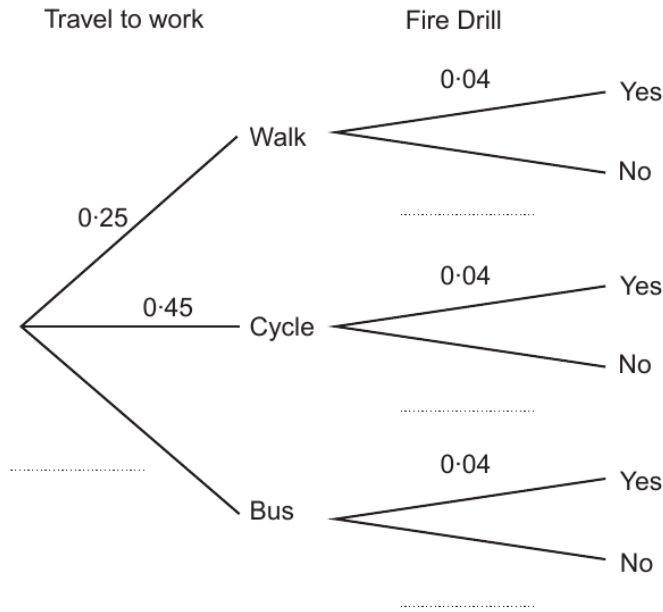 Travel to work
Fire Drill
0·04
Yes
Walk
No
0·25
0·04
Yes
0·45
Cycle
No
0·04
Yes
Bus
No